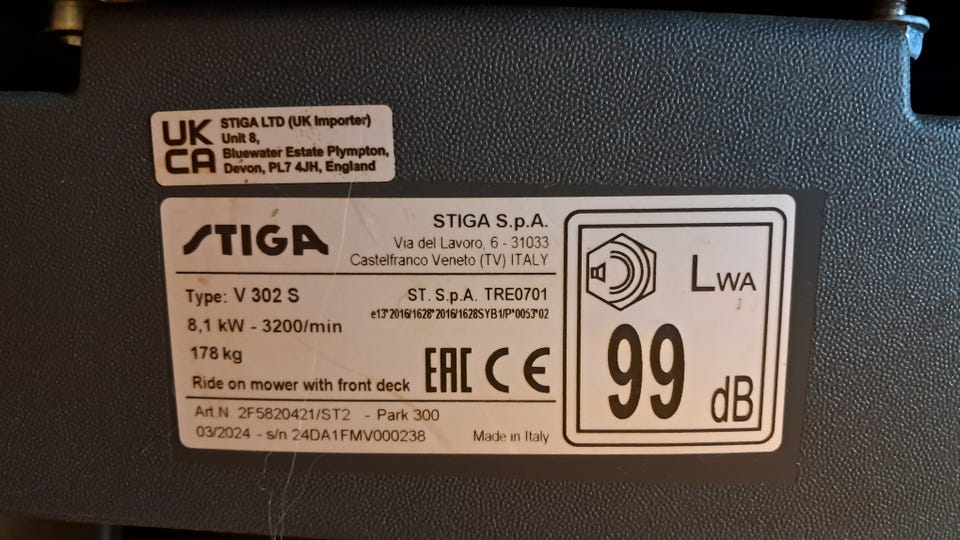 UK
CA
STIGA LTD (UK Importer)
Unit 8,
Bluewater Estate Plympton,
Devon, PL7 4JH, England
STIGA
STIGA S.p.A.
Via del Lavoro, 6 - 31033
Castelfranco Veneto (TV) ITALY
Type: V 302 S
8,1 kW - 3200/min
178 kg
Ride on mower with front deck
ST. S.p.A. TRE0701
e13*2016/1628*2016/1628SYB1/P*0053*02
EAC CE
Art.N. 2F5820421/ST2 - Park 300
03/2024 - s/n 24DA1FMV000238
Made in Italy
LWA
99
dB